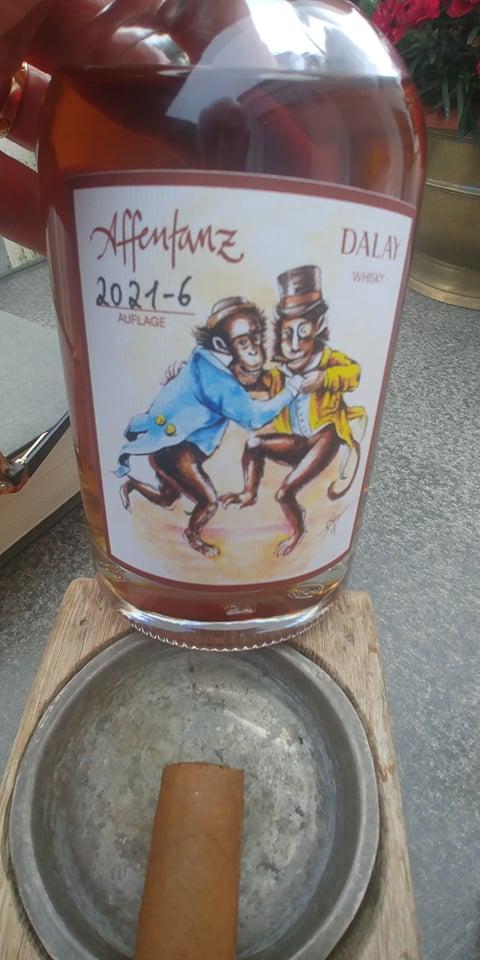 Affentanz
DALAY
WHISKY
2021-6
AUFLAGE